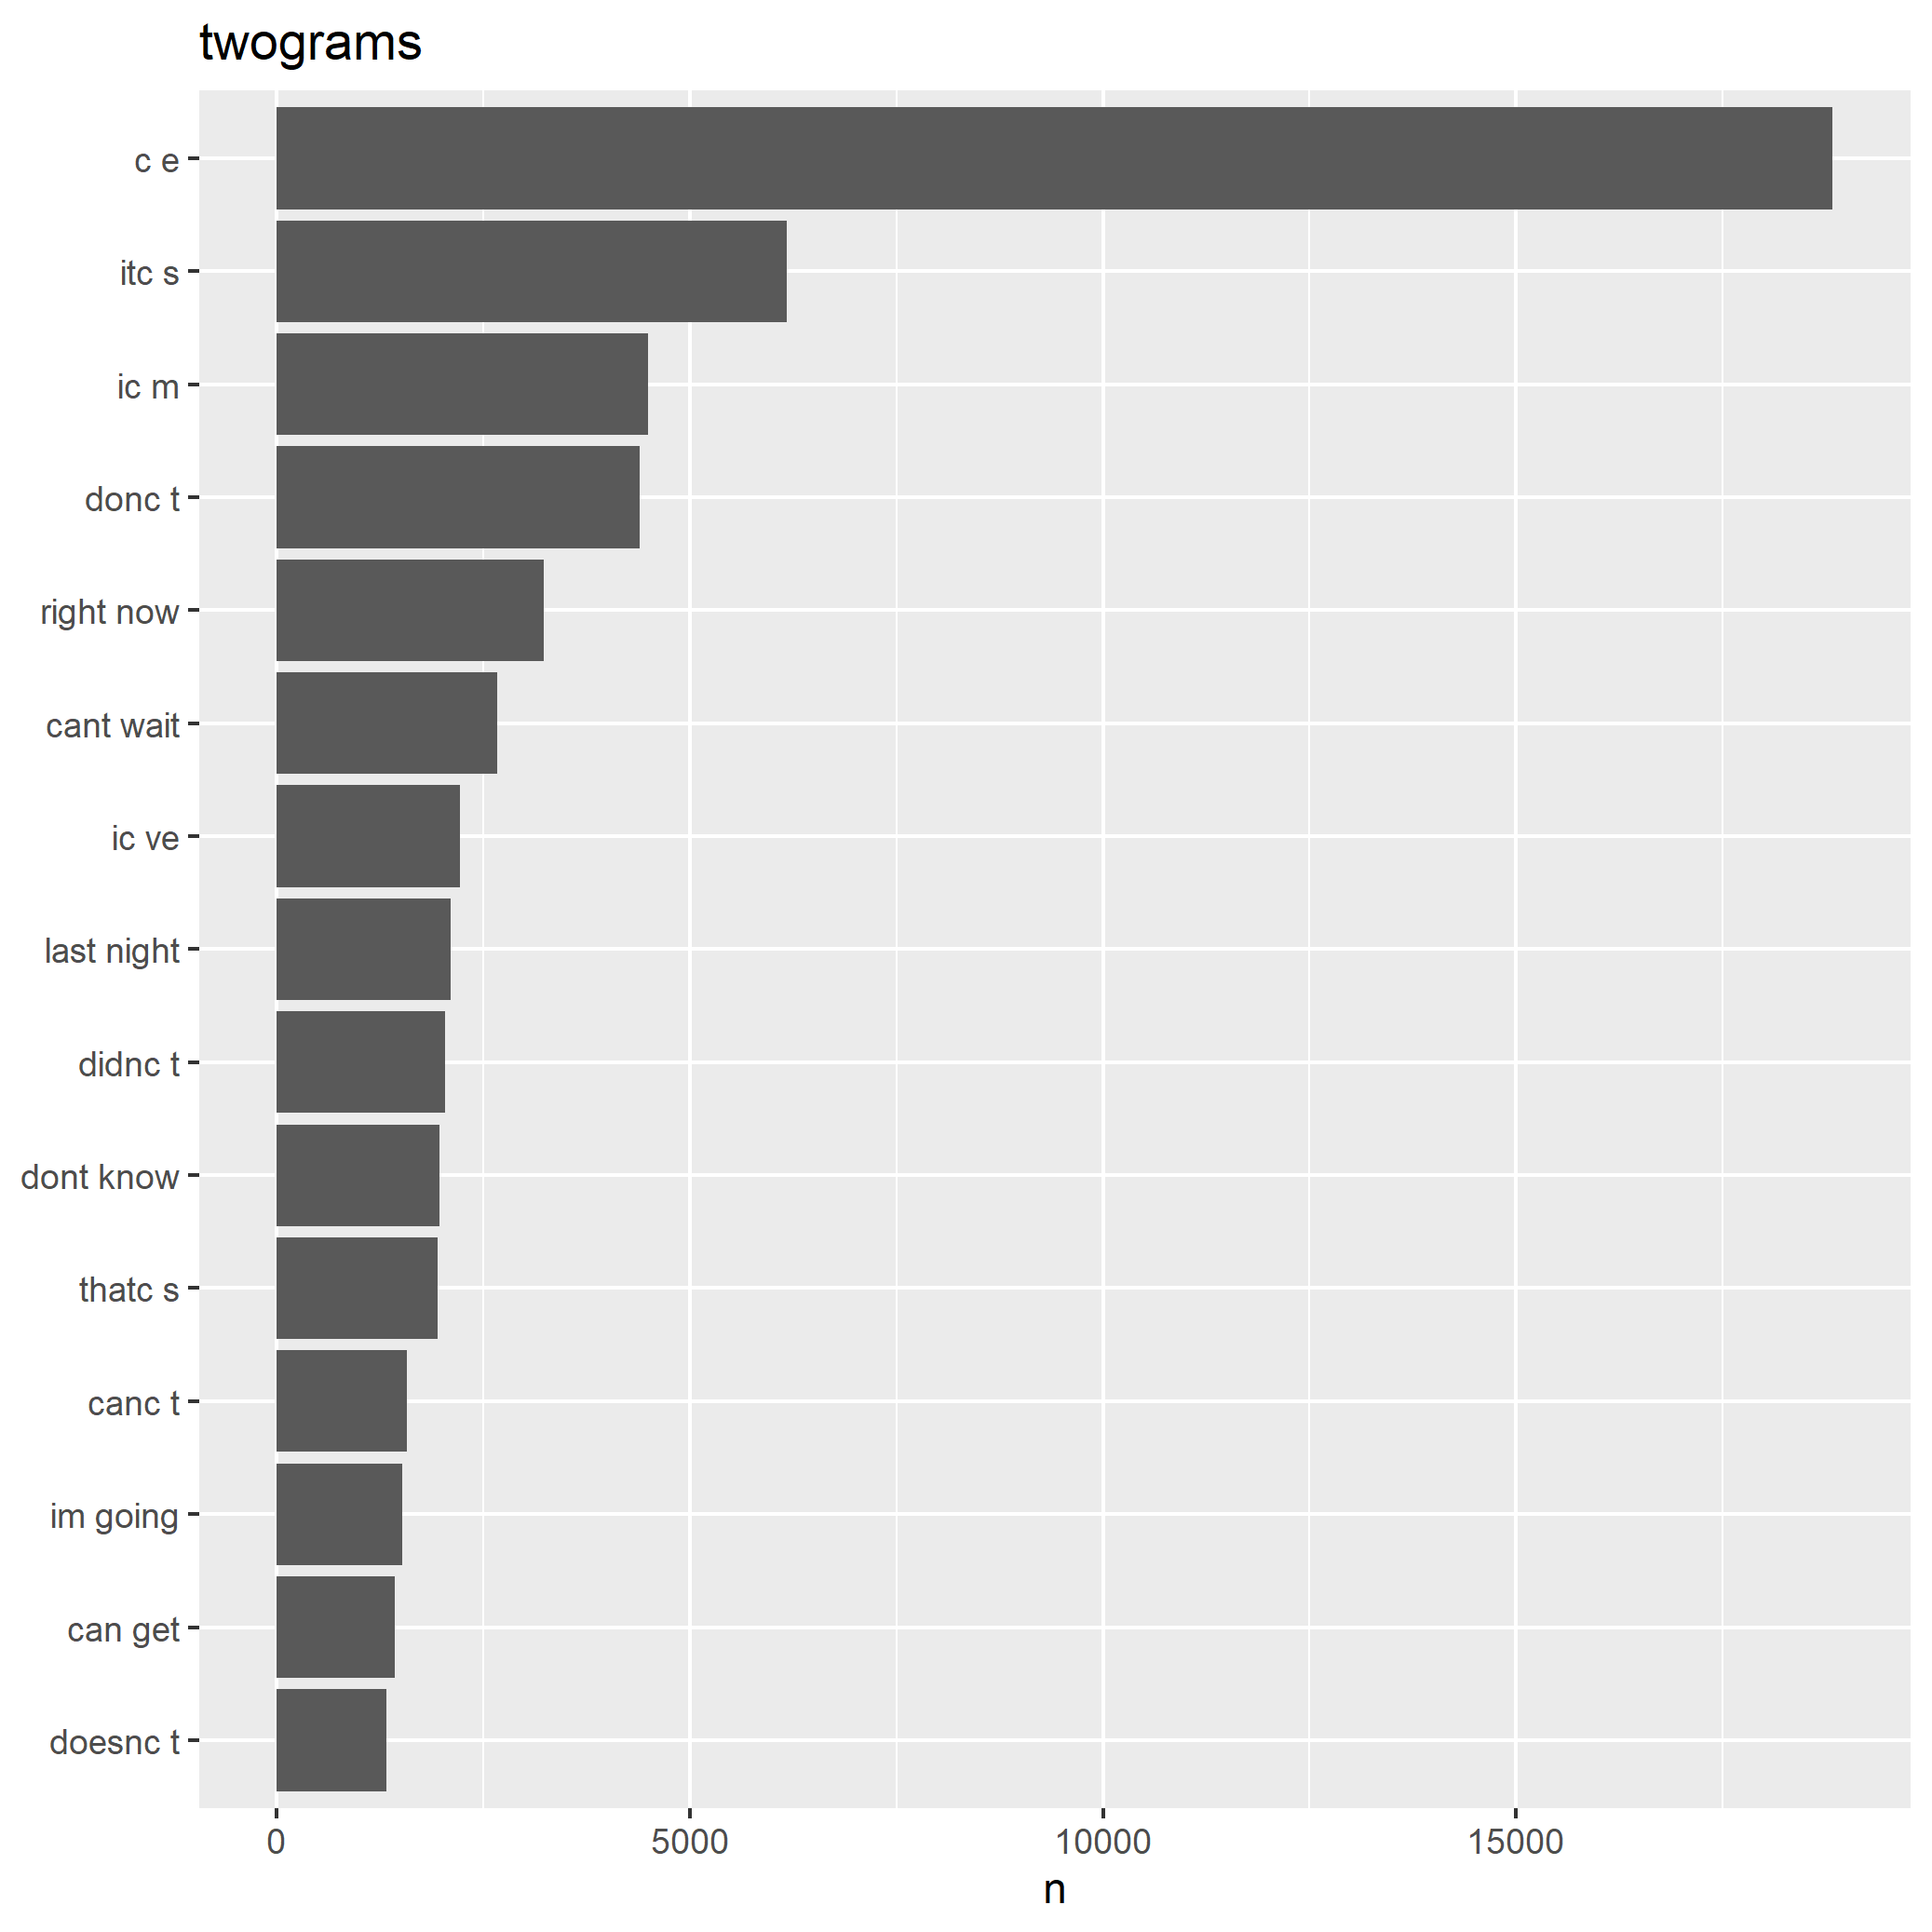 twograms
c e
itc s
ic m
donc t
right now
cant wait
ic ve
last night
didnc t
dont know
thatc s
canc t
im going
can get
doesnc t
0 5000 10000 15000
n